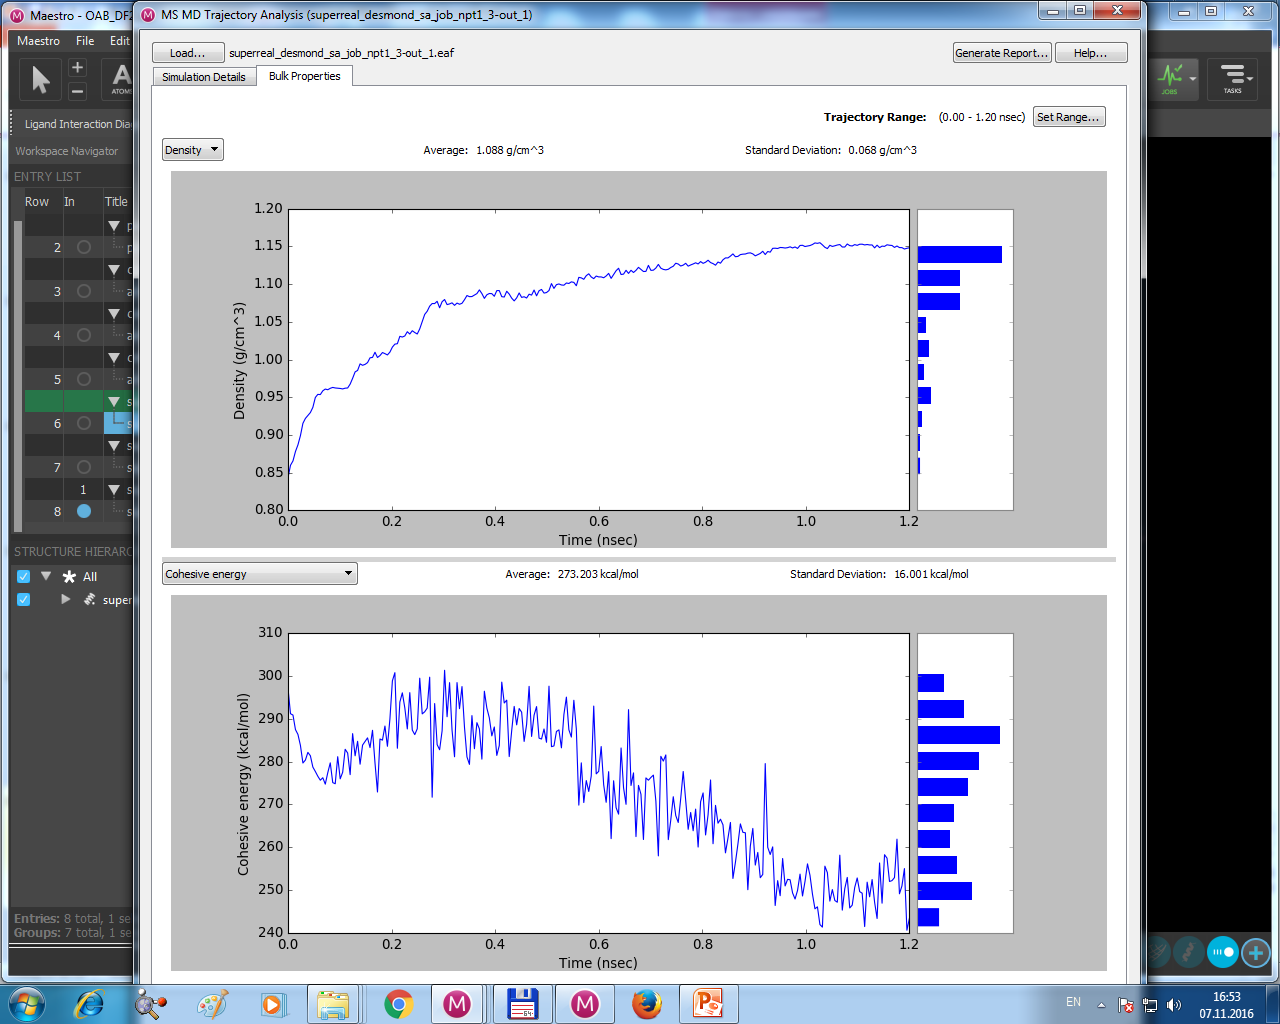 Maestro - OAB_DF2
MS MD Trajectory Analysis (superreal_desmond_sa_job_npt1_3-out_1)
Maestro File Edit
Load... superreal_desmond_sa_job_npt1_3-out_1.eaf Generate Report... Help...
Simulation Details Bulk Properties
JOBS TASKS
Trajectory Range: (0.00 - 1.20 nsec) Set Range...
Ligand Interaction Dia
Workspace Navigator
Density Average: 1.088 g/cm^3 Standard Deviation: 0.068 g/cm^3
ENTRY LIST
Row In Title
2
3
4
5
6
7
1
8
1.20
1.15
1.10
1.05
1.00
0.95
0.90
0.85
0.80
Density (g/cm^3)
0.0 0.2 0.4 0.6 0.8 1.0 1.2
Time (nsec)
STRUCTURE HIERARC
All
super
Cohesive energy Average: 273.203 kcal/mol Standard Deviation: 16.001 kcal/mol
310
300
290
280
270
260
250
240
Cohesive energy (kcal/mol)
0.0 0.2 0.4 0.6 0.8 1.0 1.2
Time (nsec)
Entries: 8 total, 1 se
Groups: 7 total, 1 se
EN 16:53
07.11.2016